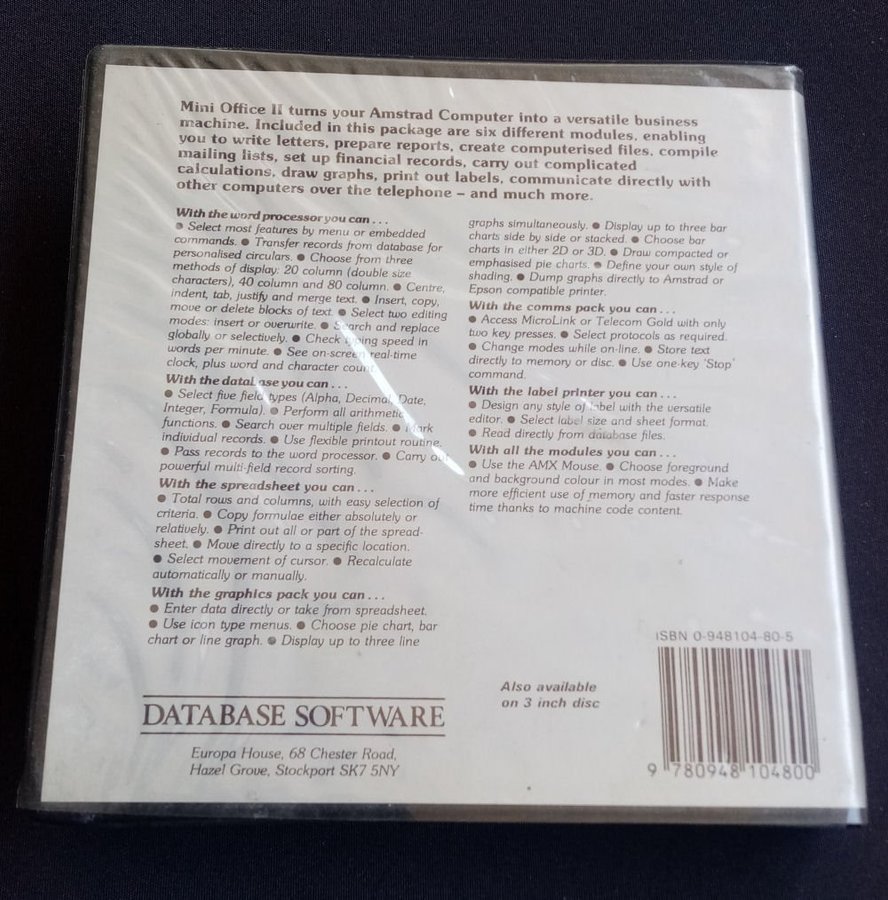 Mini Office II turns your Amstrad Computer into a versatile business
machine. Included in this package are six different modules, enabling
you to write letters, prepare reports, create computerised files, compile
mailing lists, set up financial records, carry out complicated
calculations, draw graphs, print out labels, communicate directly with
other computers over the telephone – and much more.
With the word processor you can . . .
● Select most features by menu or embedded
commands. ● Transfer records from database for
personalised circulars. ● Choose from three
methods of display: 20 column (double size
characters), 40 column and 80 column. ● Centre,
indent, tab, justify and merge text. ● Insert, copy,
move or delete blocks of text. ● Select two editing
modes: insert or overwrite. ● Search and replace
globally or selectively. ● Check typing speed in
words per minute. ● See on-screen real-time
clock, plus word and character count.
With the database you can . . .
● Select five field types (Alpha, Decimal, Date,
Integer, Formula). ● Perform all arithmetic
functions. ● Search over multiple fields. ● Mark
individual records. ● Use flexible printout routine.
● Pass records to the word processor. ● Carry out
powerful multi-field record sorting.
With the spreadsheet you can . . .
● Total rows and columns, with easy selection of
criteria. ● Copy formulae either absolutely or
relatively. ● Print out all or part of the spread-
sheet. ● Move directly to a specific location.
● Select movement of cursor. ● Recalculate
automatically or manually.
With the graphics pack you can . . .
● Enter data directly or take from spreadsheet.
● Use icon type menus. ● Choose pie chart, bar
chart or line graph. ● Display up to three line
graphs simultaneously. ● Display up to three bar
charts side by side or stacked. ● Choose bar
charts in either 2D or 3D. ● Draw compacted or
emphasised pie charts. ● Define your own style of
shading. ● Dump graphs directly to Amstrad or
Epson compatible printer.
With the comms pack you can . . .
● Access MicroLink or Telecom Gold with only
two key presses. ● Select protocols as required.
● Change modes while on-line. ● Store text
directly to memory or disc. ● Use one-key 'Stop'
command.
With the label printer you can . . .
● Design any style of label with the versatile
editor. ● Select label size and sheet format.
● Read directly from database files.
With all the modules you can . . .
● Use the AMX Mouse. ● Choose foreground
and background colour in most modes. ● Make
more efficient use of memory and faster response
time thanks to machine code content.
DATABASE SOFTWARE
Europa House, 68 Chester Road,
Hazel Grove, Stockport SK7 5NY
Also available
on 3 inch disc
ISBN 0-948104-80-5
9 780948 104800